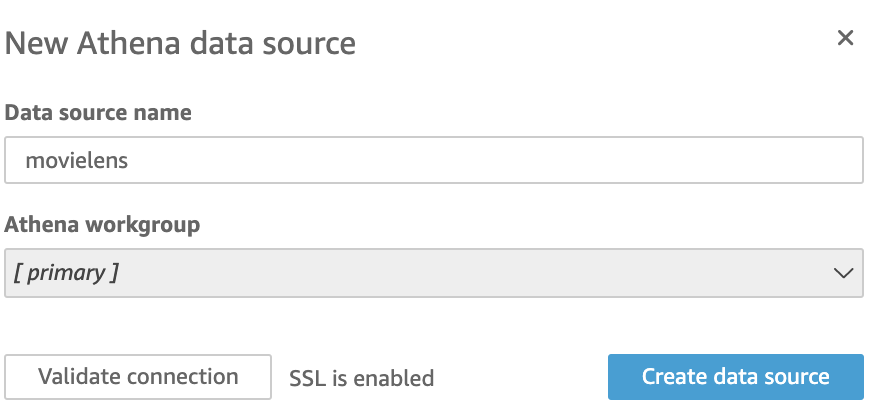 New Athena data source
Data source name
movielens
Athena workgroup
[ primary ]
Validate connection SSL is enabled Create data source